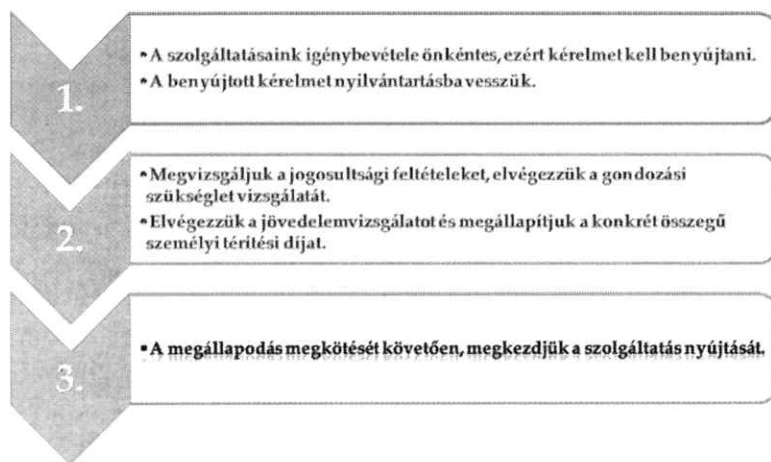 1.
• A szolgáltatásaink igénybevétele önkéntes, ezért kérelmet kell benyújtani.
• A benyújtott kérelmet nyilvántartásba vesszük.
2.
• Megvizsgáljuk a jogosultsági feltételeket, elvégezzük a gondozási
szükséglet vizsgálatát.
• Elvégezzük a jövedelemvizsgálatot és megállapítjuk a konkrét összegű
személyi térítési díjat.
3.
▪ A megállapodás megkötését követően, megkezdjük a szolgáltatás nyújtását.